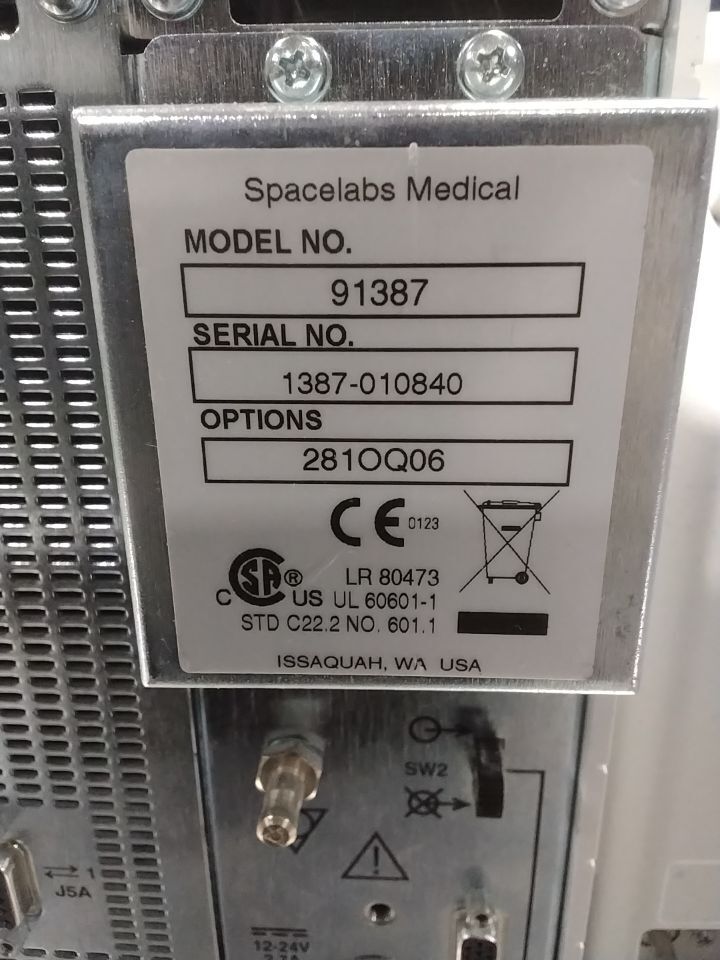 Spacelabs Medical
MODEL NO.
91387
SERIAL NO.
1387-010840
OPTIONS
281OQ06
CE 0123
LR 80473
C SA ® US UL 60601-1
STD C22.2 NO. 601.1
ISSAQUAH, WA USA
SW2
1
J5A
12-24V